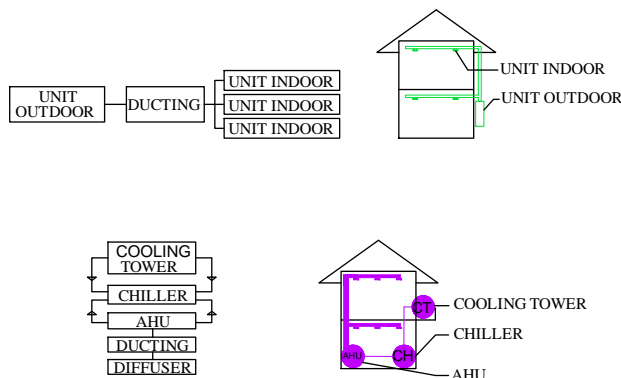 UNIT
OUTDOOR
DUCTING
UNIT INDOOR
UNIT INDOOR
UNIT INDOOR
UNIT INDOOR
UNIT OUTDOOR
COOLING
TOWER
CHILLER
AHU
DUCTING
DIFFUSER
CT
COOLING TOWER
CHILLER
AHU
CH
AHU